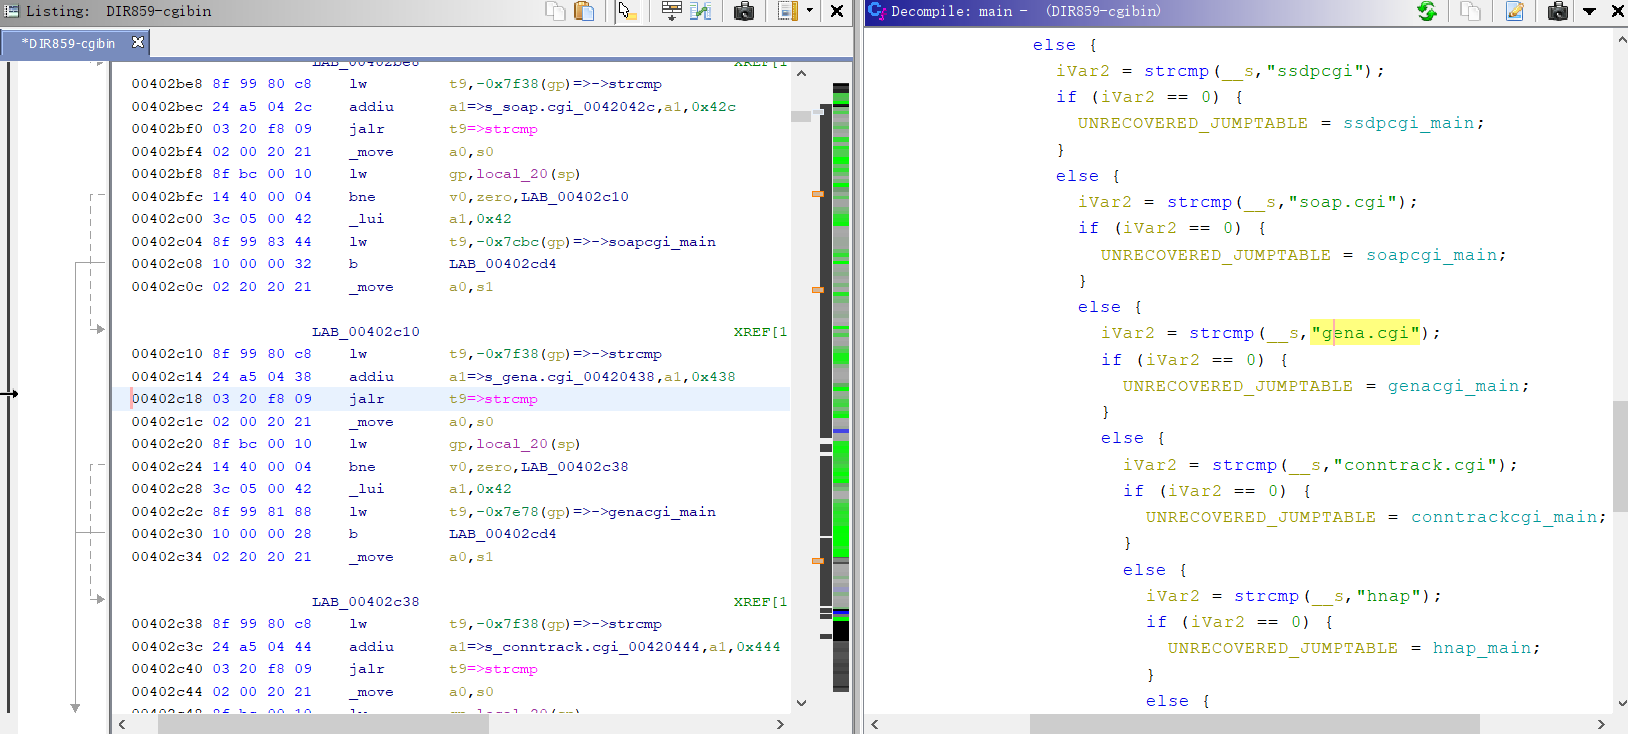 Listing: DIR859-cgibin
*DIR859-cgibin
LAB_00402be8 XREF[1
00402be8 8f 99 80 c8 lw t9,-0x7f38(gp)=>->strcmp
00402bec 24 a5 04 2c addiu a1=>s_soap.cgi_0042042c,a1,0x42c
00402bf0 03 20 f8 09 jalr t9=>strcmp
00402bf4 02 00 20 21 _move a0,s0
00402bf8 8f bc 00 10 lw gp,local_20(sp)
00402bfc 14 40 00 04 bne v0,zero,LAB_00402c10
00402c00 3c 05 00 42 _lui a1,0x42
00402c04 8f 99 83 44 lw t9,-0x7cbc(gp)=>->soapcgi_main
00402c08 10 00 00 32 b LAB_00402cd4
00402c0c 02 20 20 21 _move a0,s1
LAB_00402c10 XREF[1
00402c10 8f 99 80 c8 lw t9,-0x7f38(gp)=>->strcmp
00402c14 24 a5 04 38 addiu a1=>s_gena.cgi_00420438,a1,0x438
00402c18 03 20 f8 09 jalr t9=>strcmp
00402c1c 02 00 20 21 _move a0,s0
00402c20 8f bc 00 10 lw gp,local_20(sp)
00402c24 14 40 00 04 bne v0,zero,LAB_00402c38
00402c28 3c 05 00 42 _lui a1,0x42
00402c2c 8f 99 81 88 lw t9,-0x7e78(gp)=>->genacgi_main
00402c30 10 00 00 28 b LAB_00402cd4
00402c34 02 20 20 21 _move a0,s1
LAB_00402c38 XREF[1
00402c38 8f 99 80 c8 lw t9,-0x7f38(gp)=>->strcmp
00402c3c 24 a5 04 44 addiu a1=>s_conntrack.cgi_00420444,a1,0x444
00402c40 03 20 f8 09 jalr t9=>strcmp
00402c44 02 00 20 21 _move a0,s0
00402c48 8f bc 00 10 lw gp,local_20(sp)
Decompile: main - (DIR859-cgibin)
else {
iVar2 = strcmp(__s,"ssdpcgi");
if (iVar2 == 0) {
UNRECOVERED_JUMPTABLE = ssdpcgi_main;
}
else {
iVar2 = strcmp(__s,"soap.cgi");
if (iVar2 == 0) {
UNRECOVERED_JUMPTABLE = soapcgi_main;
}
else {
iVar2 = strcmp(__s,"gena.cgi");
if (iVar2 == 0) {
UNRECOVERED_JUMPTABLE = genacgi_main;
}
else {
iVar2 = strcmp(__s,"conntrack.cgi");
if (iVar2 == 0) {
UNRECOVERED_JUMPTABLE = conntrackcgi_main;
}
else {
iVar2 = strcmp(__s,"hnap");
if (iVar2 == 0) {
UNRECOVERED_JUMPTABLE = hnap_main;
}
else {